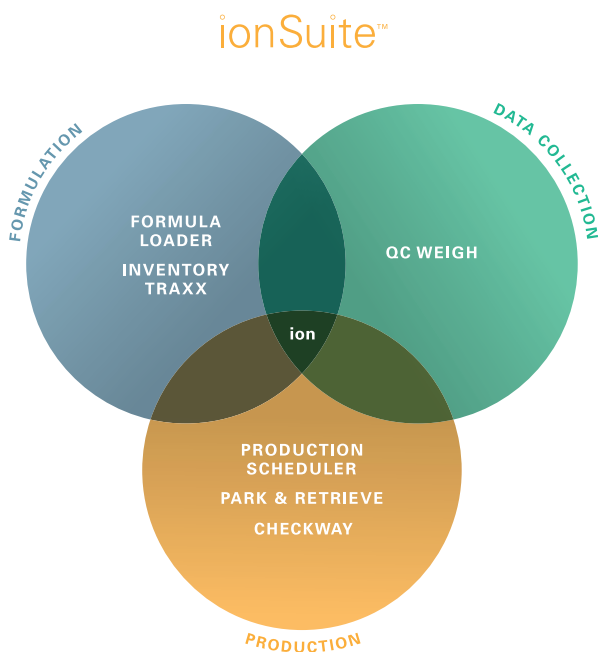 ionSuite™
FORMULATION
DATA COLLECTION
FORMULA
LOADER
INVENTORY
TRAXX
QC WEIGH
ion
PRODUCTION
SCHEDULER
PARK & RETRIEVE
CHECKWAY
PRODUCTION